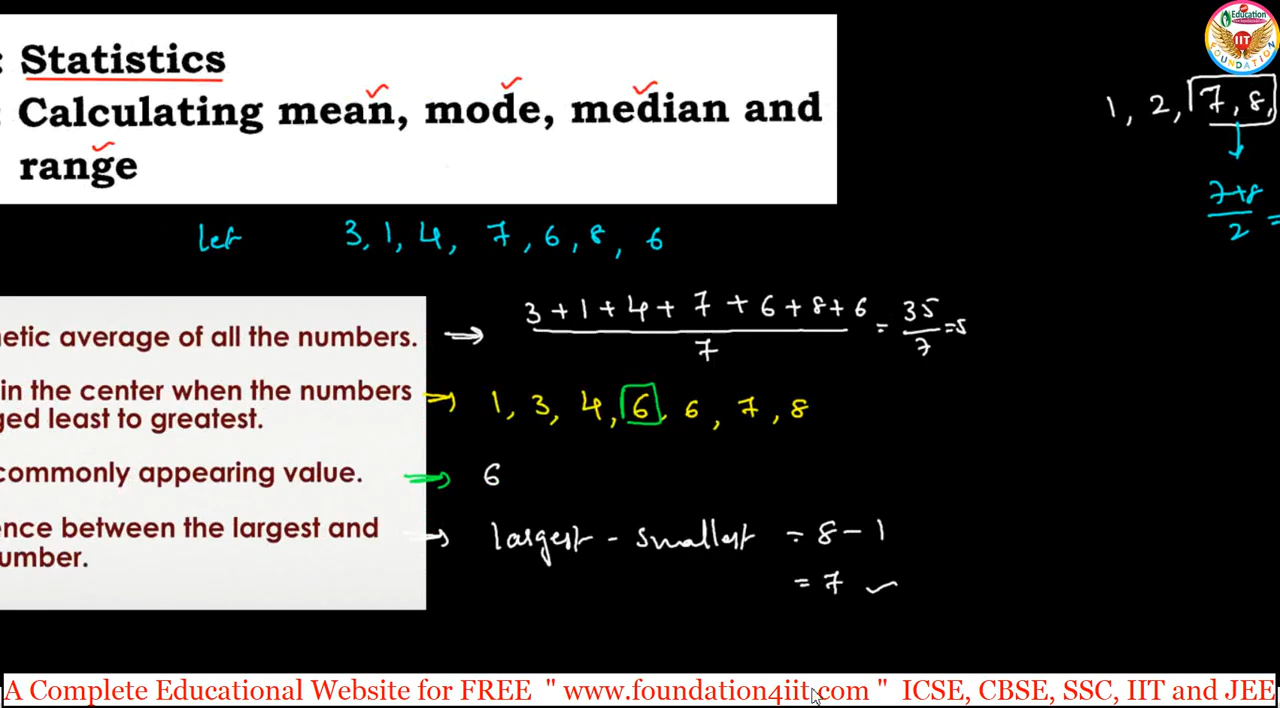 : Statistics
: Calculating mean, mode, median and
range
Education
IIT
FOUNDATION
1, 2, 7, 8,
7+8
2
=
let 3, 1, 4, 7, 6, 8, 6
etic average of all the numbers. → 3+1+4+7+6+8+6 / 7 = 35/7 = 5
in the center when the numbers
ged least to greatest. → 1, 3, 4, 6, 6, 7, 8
commonly appearing value. → 6
ence between the largest and → largest - smallest = 8 - 1
umber. = 7
A Complete Educational Website for FREE " www.foundation4iit.com " ICSE, CBSE, SSC, IIT and JEE